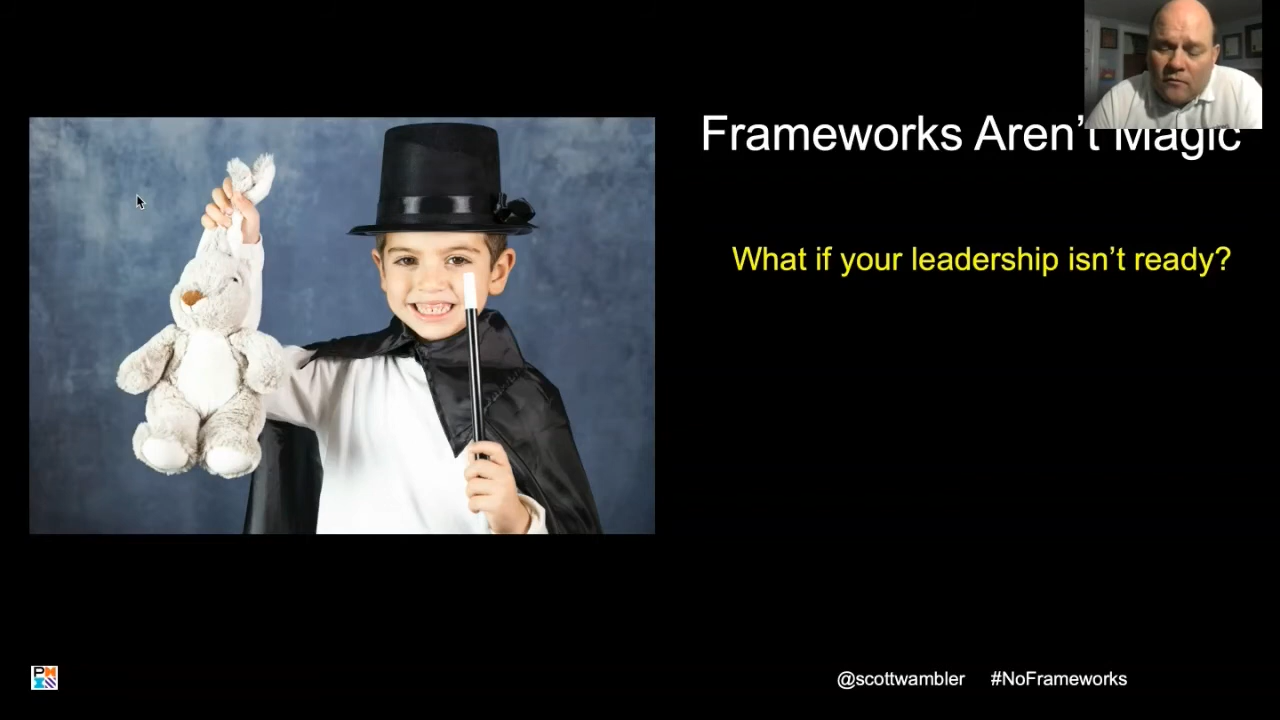 Frameworks Aren't Magic
What if your leadership isn't ready?
@scottwambler #NoFrameworks